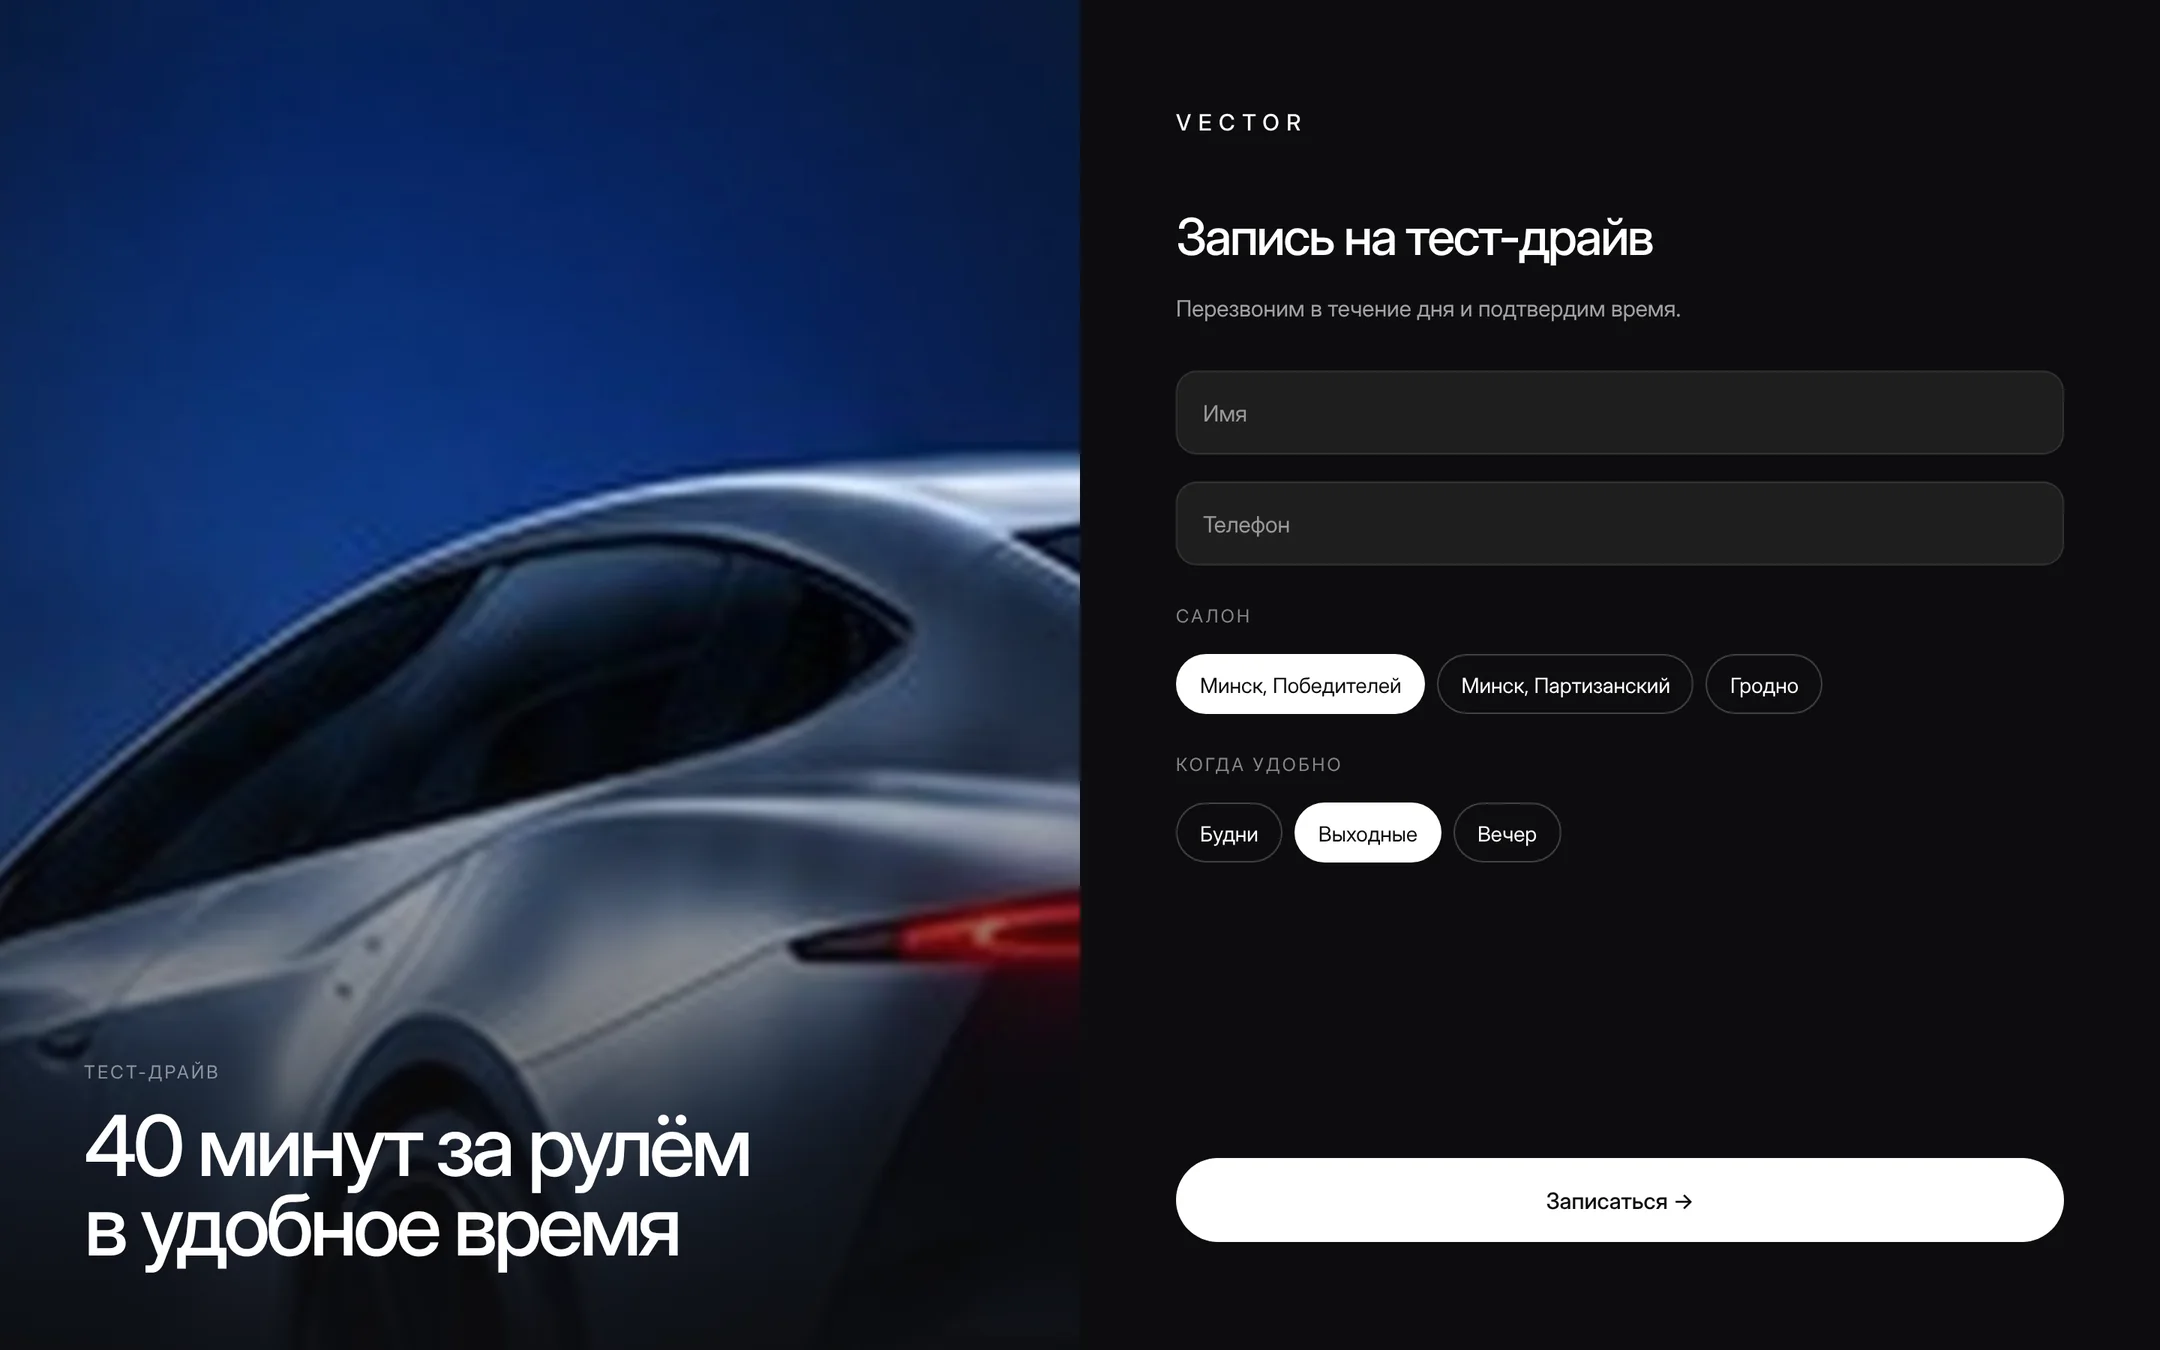 ТЕСТ-ДРАЙВ
40 минут за рулём
в удобное время
VECTOR
Запись на тест-драйв
Перезвоним в течение дня и подтвердим время.
Имя
Телефон
САЛОН
Минск, Победителей Минск, Партизанский Гродно
КОГДА УДОБНО
Будни Выходные Вечер
Записаться →